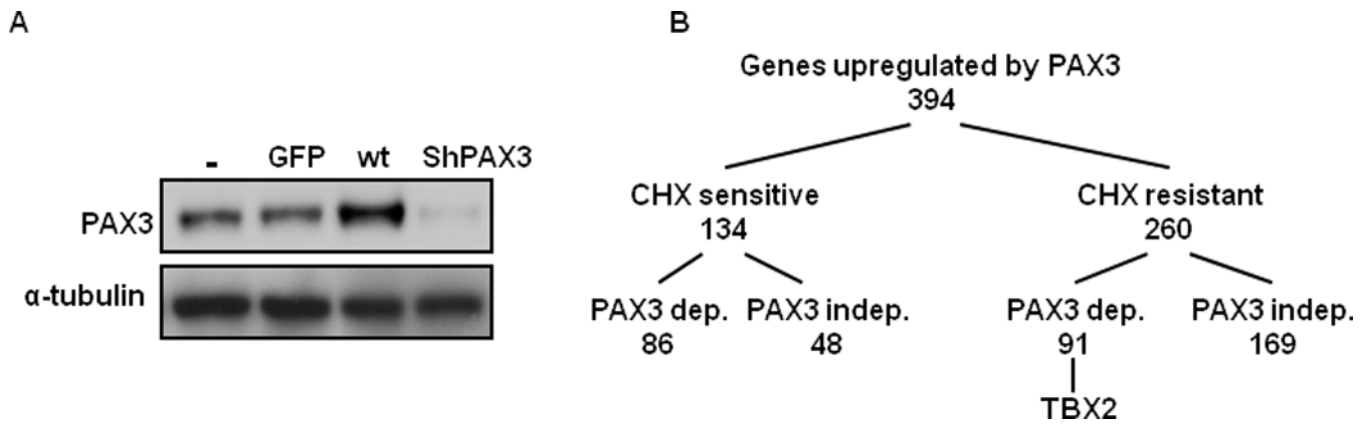 A
- GFP wt ShPAX3
PAX3
α-tubulin
B
Genes upregulated by PAX3
394
CHX sensitive CHX resistant
134 260
PAX3 dep. PAX3 indep. PAX3 dep. PAX3 indep.
86 48 91 169
TBX2